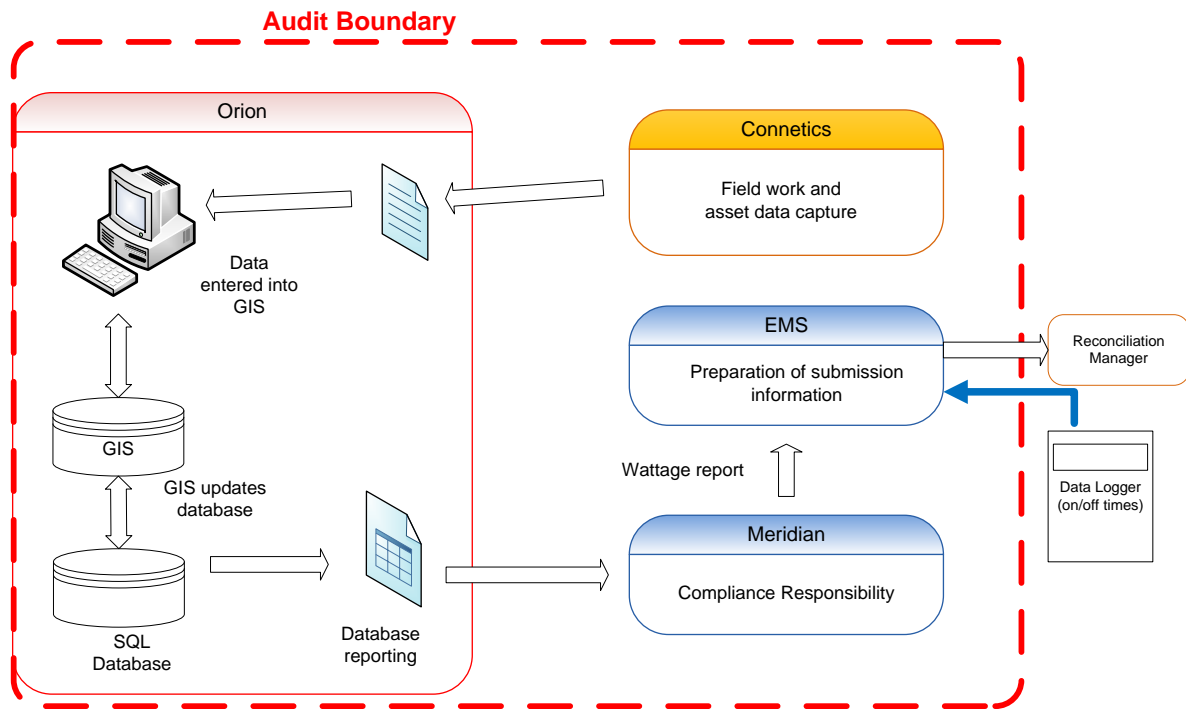 Audit Boundary
Orion
Connetics
Field work and
asset data capture
Data
entered into
GIS
EMS
Preparation of submission
information
Reconciliation
Manager
GIS
Wattage report
GIS updates
database
Data Logger
(on/off times)
Meridian
Compliance Responsibility
SQL
Database
Database
reporting